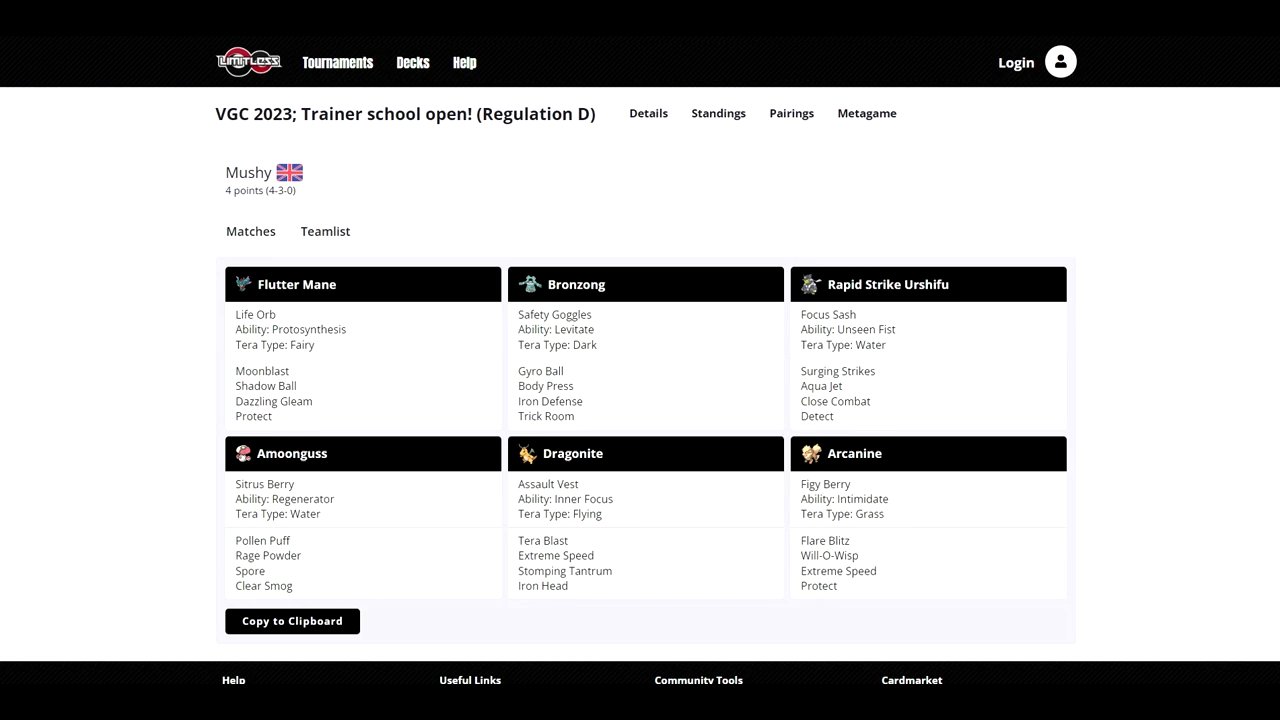 LIMITLESS Tournaments Decks Help Login
VGC 2023; Trainer school open! (Regulation D) Details Standings Pairings Metagame
Mushy
4 points (4-3-0)
Matches Teamlist
Flutter Mane
Life Orb
Ability: Protosynthesis
Tera Type: Fairy
Moonblast
Shadow Ball
Dazzling Gleam
Protect
Bronzong
Safety Goggles
Ability: Levitate
Tera Type: Dark
Gyro Ball
Body Press
Iron Defense
Trick Room
Rapid Strike Urshifu
Focus Sash
Ability: Unseen Fist
Tera Type: Water
Surging Strikes
Aqua Jet
Close Combat
Detect
Amoonguss
Sitrus Berry
Ability: Regenerator
Tera Type: Water
Pollen Puff
Rage Powder
Spore
Clear Smog
Dragonite
Assault Vest
Ability: Inner Focus
Tera Type: Flying
Tera Blast
Extreme Speed
Stomping Tantrum
Iron Head
Arcanine
Figy Berry
Ability: Intimidate
Tera Type: Grass
Flare Blitz
Will-O-Wisp
Extreme Speed
Protect
Copy to Clipboard
Help Useful Links Community Tools Cardmarket